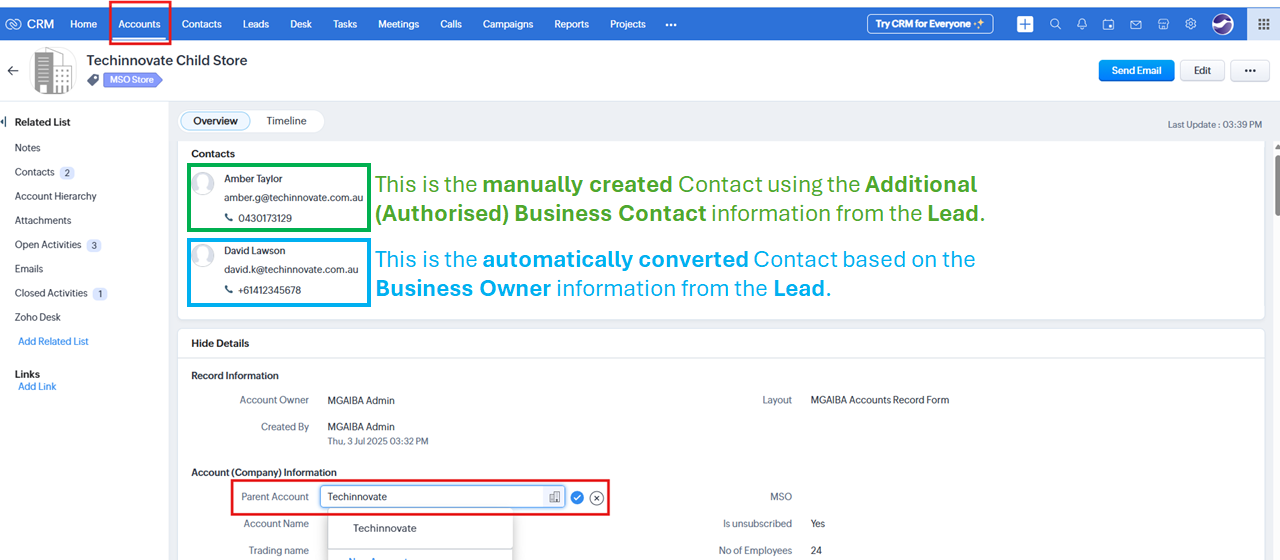 CRM Home Accounts Contacts Leads Desk Tasks Meetings Calls Campaigns Reports Projects ••• Try CRM for Everyone
Techinnovate Child Store
MSO Store
Send Email Edit •••
Related List
Notes
Contacts 2
Account Hierarchy
Attachments
Open Activities 3
Emails
Closed Activities 1
Zoho Desk
Add Related List
Links
Add Link
Overview Timeline
Last Update : 03:39 PM
Contacts
Amber Taylor
amber.g@techinnovate.com.au
0430173129
This is the manually created Contact using the Additional
(Authorised) Business Contact information from the Lead.
David Lawson
david.k@techinnovate.com.au
+61412345678
This is the automatically converted Contact based on the
Business Owner information from the Lead.
Hide Details
Record Information
Account Owner MGAIBA Admin Layout MGAIBA Accounts Record Form
Created By MGAIBA Admin
Thu, 3 Jul 2025 03:32 PM
Account (Company) Information
Parent Account Techinnovate MSO
Account Name Techinnovate Is unsubscribed Yes
Trading name No of Employees 24